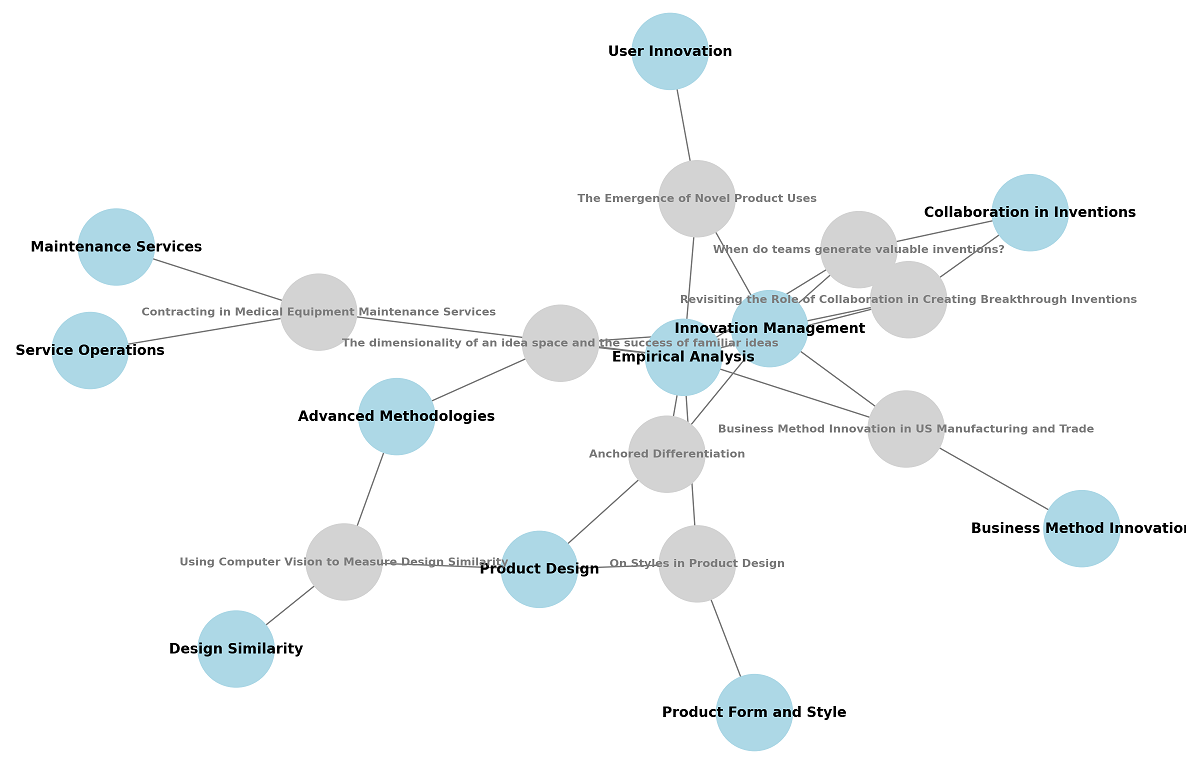 User Innovation
The Emergence of Novel Product Uses
Collaboration in Inventions
Maintenance Services
When do teams generate valuable inventions?
Revisiting the Role of Collaboration in Creating Breakthrough Inventions
Contracting in Medical Equipment Maintenance Services
Innovation Management
The dimensionality of an idea space and the success of familiar ideas
Service Operations
Empirical Analysis
Advanced Methodologies
Business Method Innovation in US Manufacturing and Trade
Anchored Differentiation
Business Method Innovation
Using Computer Vision to Measure Design Similarity
On Styles in Product Design
Product Design
Design Similarity
Product Form and Style